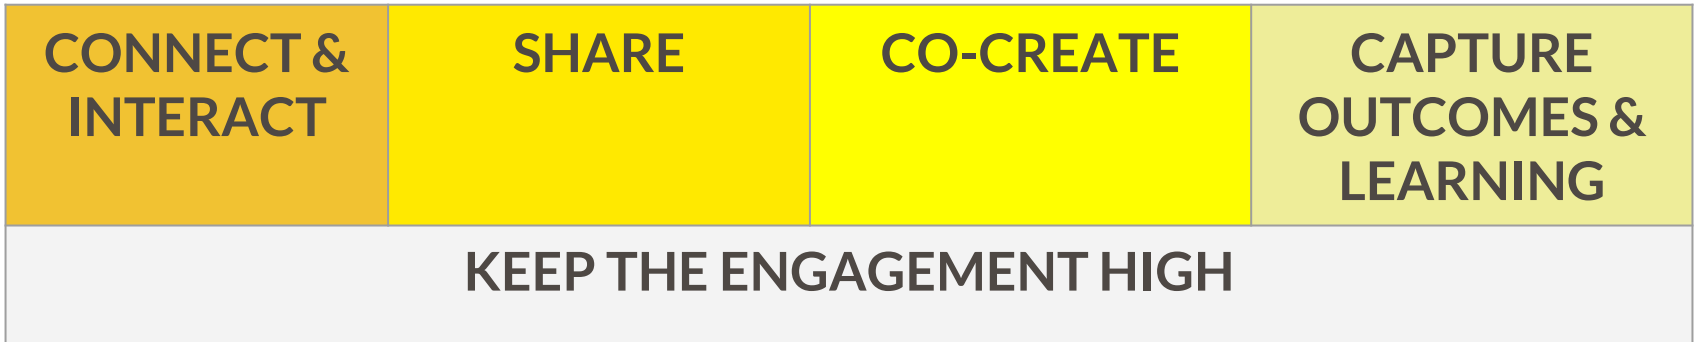 CONNECT &
INTERACT
SHARE
CO-CREATE
CAPTURE
OUTCOMES &
LEARNING
KEEP THE ENGAGEMENT HIGH